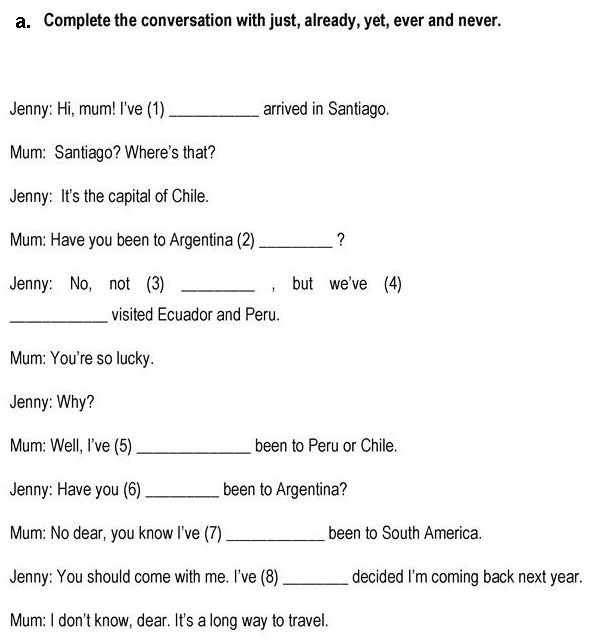 a. Complete the conversation with just, already, yet, ever and never.
Jenny: Hi, mum! I've (1) __________ arrived in Santiago.
Mum: Santiago? Where's that?
Jenny: It's the capital of Chile.
Mum: Have you been to Argentina (2) ________ ?
Jenny: No, not (3) ________ , but we've (4)
___________ visited Ecuador and Peru.
Mum: You're so lucky.
Jenny: Why?
Mum: Well, I've (5) _____________ been to Peru or Chile.
Jenny: Have you (6) ________ been to Argentina?
Mum: No dear, you know I've (7) ___________ been to South America.
Jenny: You should come with me. I've (8) _______ decided I'm coming back next year.
Mum: I don't know, dear. It's a long way to travel.